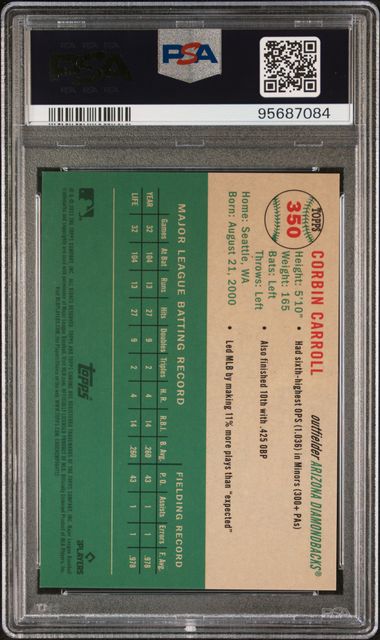 PSA
PSA
95687084
TOPPS
350
CORBIN CARROLL
outfielder ARIZONA DIAMONDBACKS®
Height: 5'10"
Weight: 165
Bats: Left
Throws: Left
Home: Seattle, WA
Born: August 21, 2000
• Had sixth-highest OPS (1.036) in Minors (300+ PAs)
• Also finished 10th with .425 OBP
• Led MLB by making 11% more plays than "expected"
MAJOR LEAGUE BATTING RECORD FIELDING RECORD
Games At Bat Runs Hits Doubles Triples H.R. R.B.I. B. Avg. P.O. Assists Errors F. Avg.
YEAR 32 104 13 27 9 2 4 14 .260 43 1 1 .978
LIFE 32 104 13 27 9 2 4 14 .260 43 1 1 .978
topps
PLAYERS